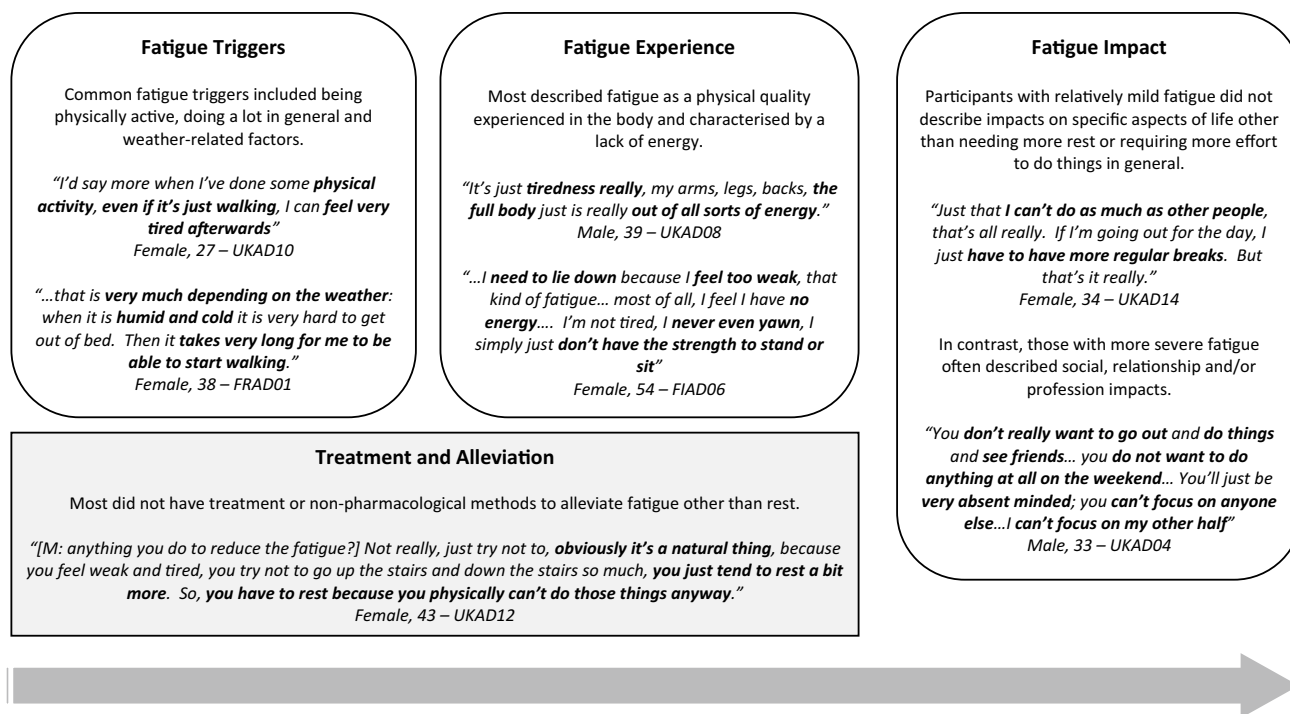 Fatigue Triggers
Common fatigue triggers included being
physically active, doing a lot in general and
weather-related factors.
“I’d say more when I’ve done some physical
activity, even if it’s just walking, I can feel very
tired afterwards”
Female, 27 – UKAD10
“…that is very much depending on the weather:
when it is humid and cold it is very hard to get
out of bed. Then it takes very long for me to be
able to start walking.”
Female, 38 – FRAD01
Fatigue Experience
Most described fatigue as a physical quality
experienced in the body and characterised by a
lack of energy.
“It’s just tiredness really, my arms, legs, backs, the
full body just is really out of all sorts of energy.”
Male, 39 – UKAD08
“…I need to lie down because I feel too weak, that
kind of fatigue… most of all, I feel I have no
energy…. I’m not tired, I never even yawn, I
simply just don’t have the strength to stand or
sit”
Female, 54 – FIAD06
Fatigue Impact
Participants with relatively mild fatigue did not
describe impacts on specific aspects of life other
than needing more rest or requiring more effort
to do things in general.
“Just that I can’t do as much as other people,
that’s all really. If I’m going out for the day, I
just have to have more regular breaks. But
that’s it really.”
Female, 34 – UKAD14
In contrast, those with more severe fatigue
often described social, relationship and/or
profession impacts.
“You don’t really want to go out and do things
and see friends… you do not want to do
anything at all on the weekend… You’ll just be
very absent minded; you can’t focus on anyone
else…I can’t focus on my other half”
Male, 33 – UKAD04
Treatment and Alleviation
Most did not have treatment or non-pharmacological methods to alleviate fatigue other than rest.
“[M: anything you do to reduce the fatigue?] Not really, just try not to, obviously it’s a natural thing, because
you feel weak and tired, you try not to go up the stairs and down the stairs so much, you just tend to rest a bit
more. So, you have to rest because you physically can’t do those things anyway.”
Female, 43 – UKAD12